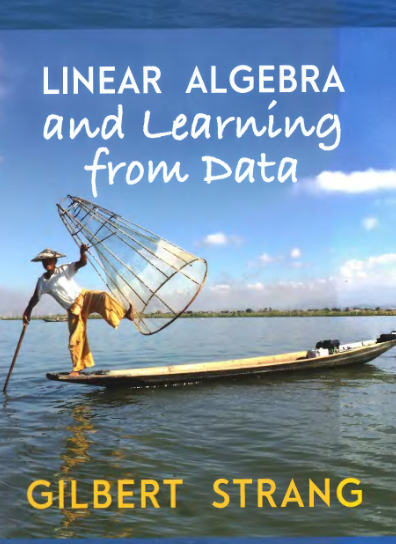 LINEAR ALGEBRA
and Learning
from Data
GILBERT STRANG